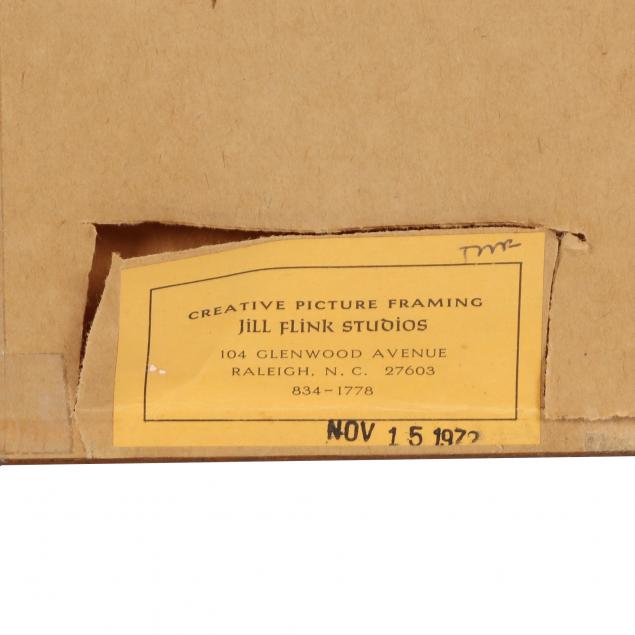 CREATIVE PICTURE FRAMING
JILL FLINK STUDIOS
104 GLENWOOD AVENUE
RALEIGH, N. C. 27603
834-1778
NOV 15